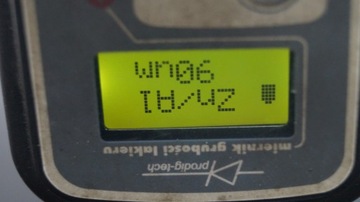 prodig-tech
miernik grubości lakieru
Zn/Al
90um